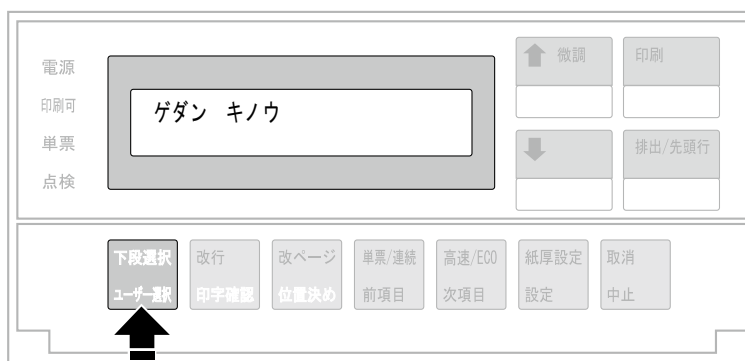 電源
印刷可
単票
点検
ゲダン キノウ
微調
印刷
排出/先頭行
下段選択
ユーザー選択
改行
印字確認
改ページ
位置決め
単票/連続
前項目
高速/ECO
次項目
紙厚設定
設定
取消
中止